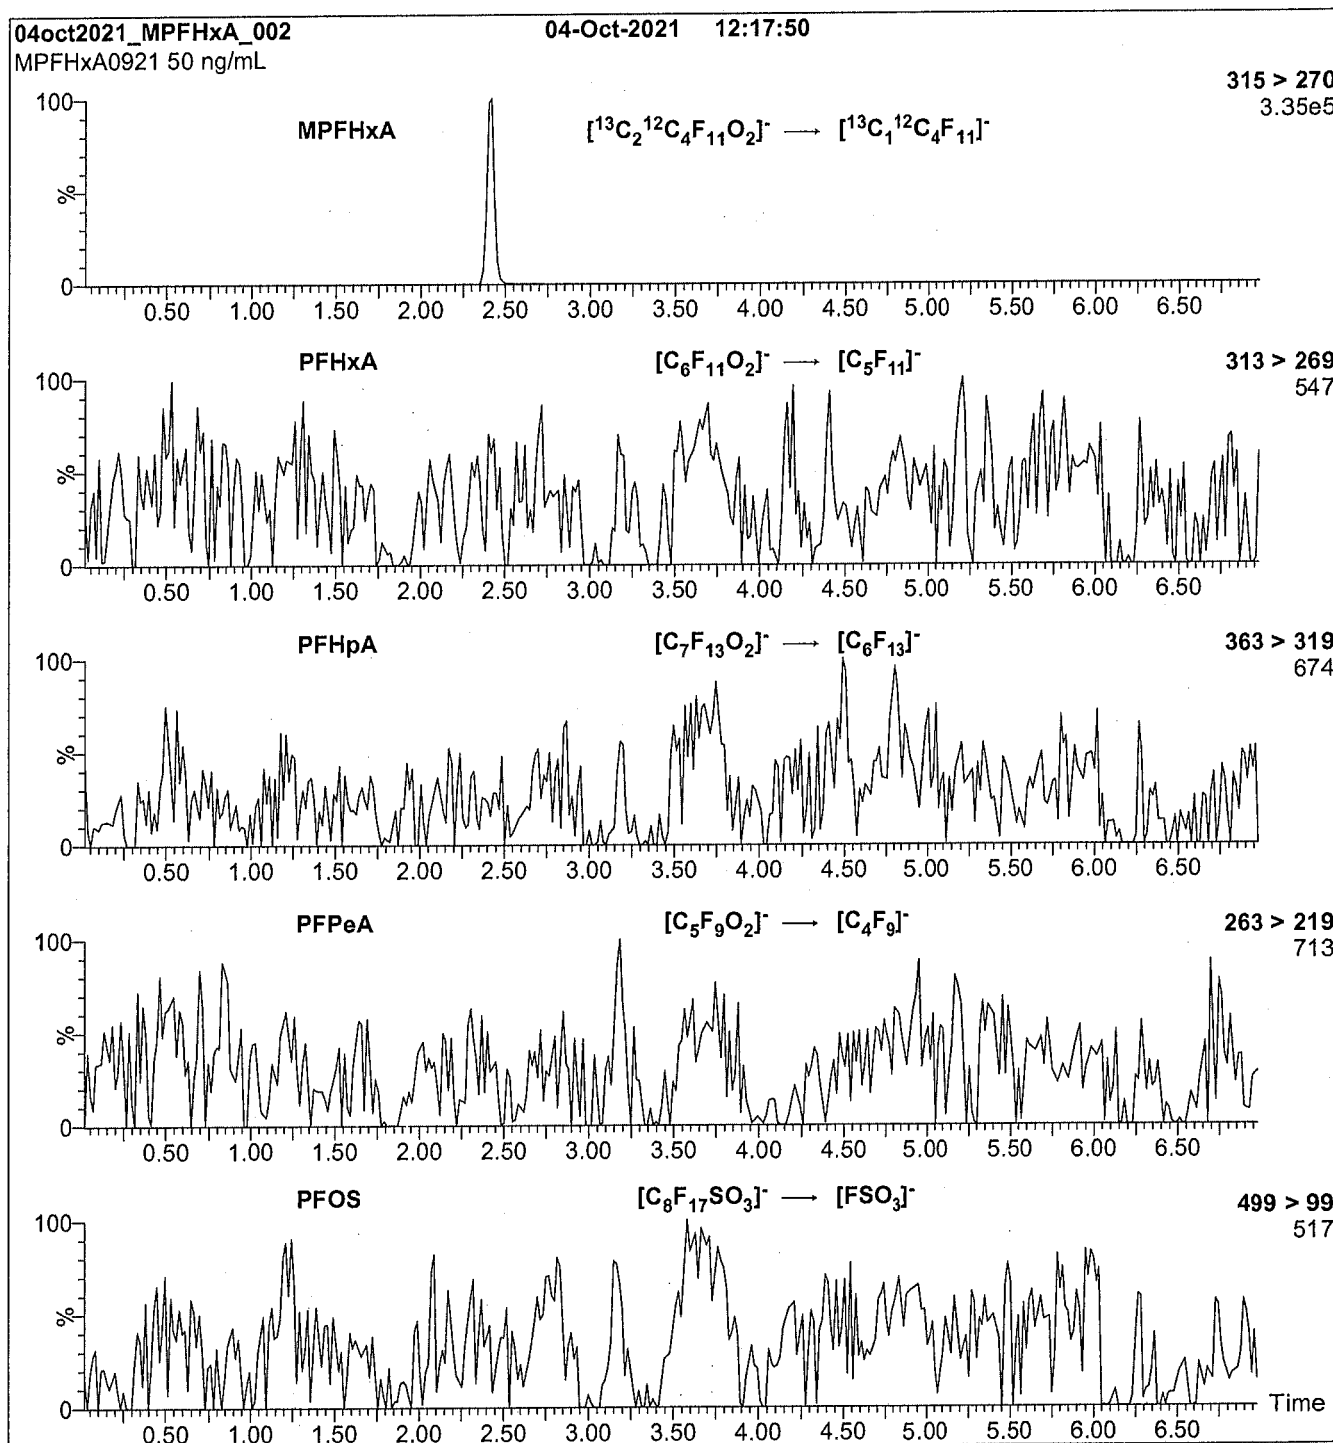 04oct2021_MPFHxA_002 04-Oct-2021 12:17:50
MPFHxA0921 50 ng/mL
315 > 270
3.35e5
MPFHxA [¹³C₂¹²C₄F₁₁O₂]⁻ → [¹³C₁¹²C₄F₁₁]⁻
100
%
0
0.50 1.00 1.50 2.00 2.50 3.00 3.50 4.00 4.50 5.00 5.50 6.00 6.50
PFHxA [C₆F₁₁O₂]⁻ → [C₅F₁₁]⁻ 313 > 269
547
100
%
0
0.50 1.00 1.50 2.00 2.50 3.00 3.50 4.00 4.50 5.00 5.50 6.00 6.50
PFHpA [C₇F₁₃O₂]⁻ → [C₆F₁₃]⁻ 363 > 319
674
100
%
0
0.50 1.00 1.50 2.00 2.50 3.00 3.50 4.00 4.50 5.00 5.50 6.00 6.50
PFPeA [C₅F₉O₂]⁻ → [C₄F₉]⁻ 263 > 219
713
100
%
0
0.50 1.00 1.50 2.00 2.50 3.00 3.50 4.00 4.50 5.00 5.50 6.00 6.50
PFOS [C₈F₁₇SO₃]⁻ → [FSO₃]⁻ 499 > 99
517
100
%
0
Time
0.50 1.00 1.50 2.00 2.50 3.00 3.50 4.00 4.50 5.00 5.50 6.00 6.50